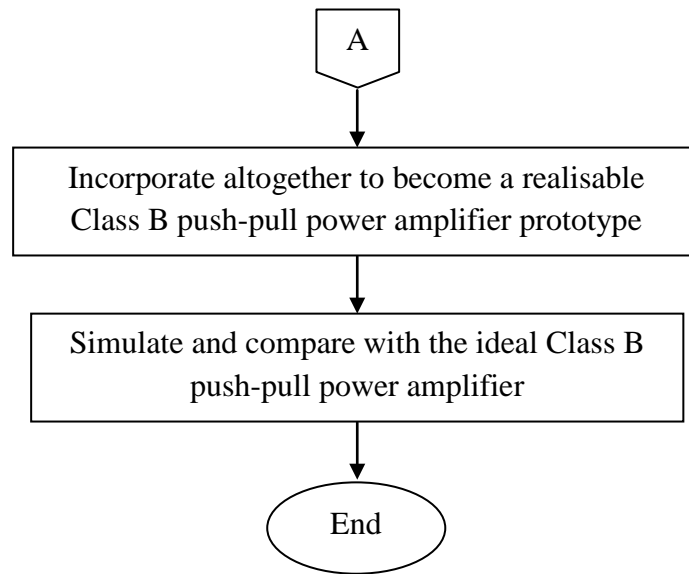 A
Incorporate altogether to become a realisable
Class B push-pull power amplifier prototype
Simulate and compare with the ideal Class B
push-pull power amplifier
End